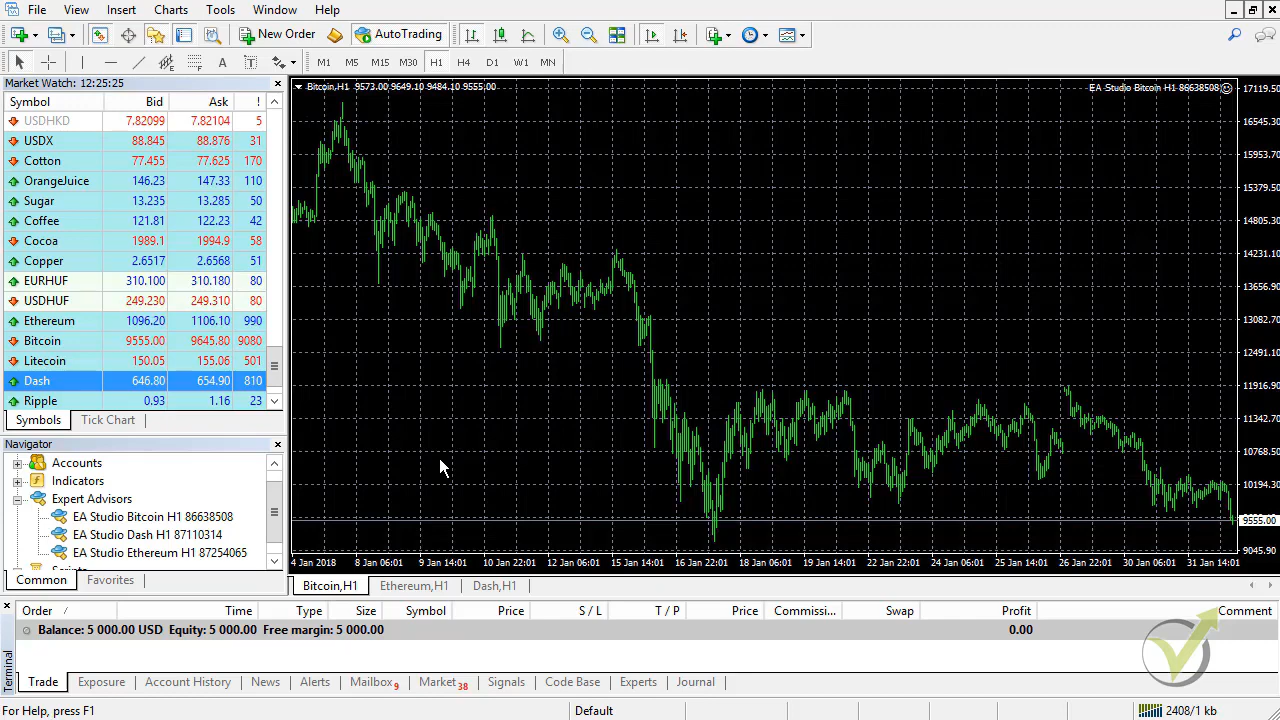 File View Insert Charts Tools Window Help
New Order AutoTrading
A T M1 M5 M15 M30 H1 H4 D1 W1 MN
Market Watch: 12:25:25
Symbol Bid Ask !
USDHKD 7.82099 7.82104 5
USDX 88.845 88.876 31
Cotton 77.455 77.625 170
OrangeJuice 146.23 147.33 110
Sugar 13.235 13.285 50
Coffee 121.81 122.23 42
Cocoa 1989.1 1994.9 58
Copper 2.6517 2.6568 51
EURHUF 310.100 310.180 80
USDHUF 249.230 249.310 80
Ethereum 1096.20 1106.10 990
Bitcoin 9555.00 9645.80 9080
Litecoin 150.05 155.06 501
Dash 646.80 654.90 810
Ripple 0.93 1.16 23
Symbols Tick Chart
Navigator
Accounts
Indicators
Expert Advisors
EA Studio Bitcoin H1 86638508
EA Studio Dash H1 87110314
EA Studio Ethereum H1 87254065
Common Favorites
Bitcoin,H1 9573.00 9649.10 9484.10 9555.00
EA Studio Bitcoin H1 86638508
17119.50
16545.30
15953.70
15379.50
14805.30
14231.10
13656.90
13082.70
12491.10
11916.90
11342.70
10768.50
10194.30
9555.00
9045.90
4 Jan 2018 8 Jan 06:01 9 Jan 14:01 10 Jan 22:01 12 Jan 06:01 15 Jan 14:01 16 Jan 22:01 18 Jan 06:01 19 Jan 14:01 22 Jan 22:01 24 Jan 06:01 25 Jan 14:01 26 Jan 22:01 30 Jan 06:01 31 Jan 14:01
Bitcoin,H1 Ethereum,H1 Dash,H1
Order / Time Type Size Symbol Price S / L T / P Price Commissi... Swap Profit Comment
Balance: 5 000.00 USD Equity: 5 000.00 Free margin: 5 000.00 0.00
Terminal
Trade Exposure Account History News Alerts Mailbox 9 Market 38 Signals Code Base Experts Journal
For Help, press F1 Default 2408/1 kb